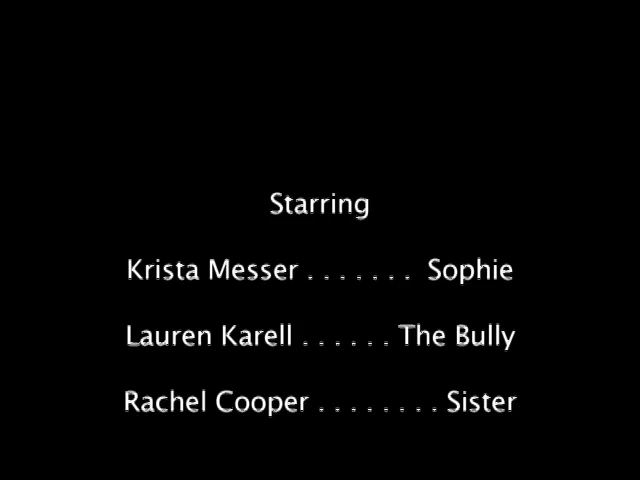 Starring
Krista Messer . . . . . . . Sophie
Lauren Karell . . . . . . The Bully
Rachel Cooper . . . . . . . . Sister